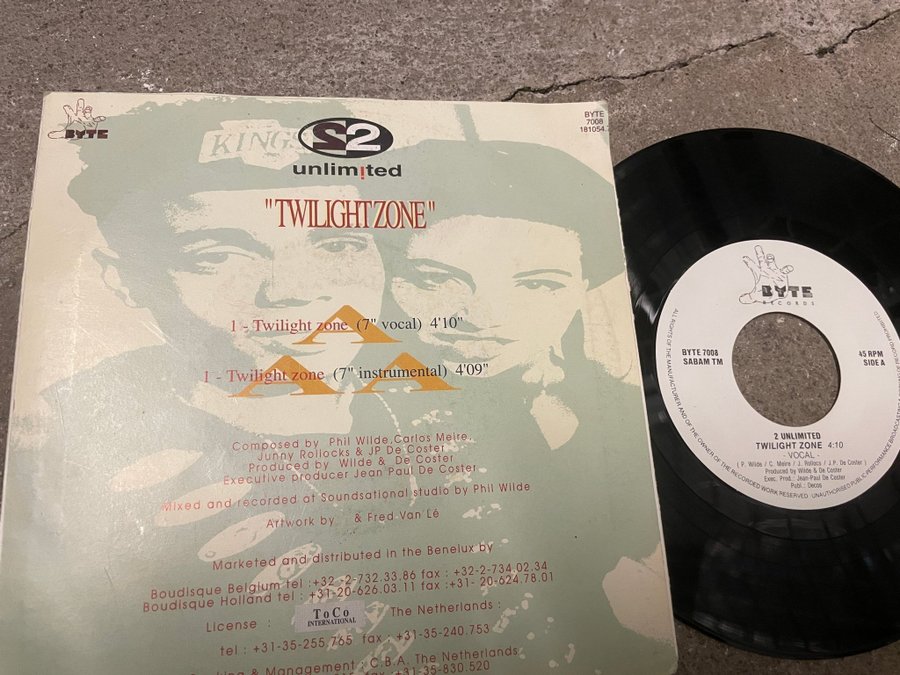 BYTE
KINGS
2
unlimited
BYTE
7008
181054
"TWILIGHT ZONE"
A
1 - Twilight zone (7" vocal) 4'10"
A A
1 - Twilight zone (7" instrumental) 4'09"
Composed by Phil Wilde, Carlos Meire,
Junny Rollocks & JP De Coster
Produced by Wilde & De Coster
Executive producer Jean Paul De Coster
Mixed and recorded at Soundsational studio by Phil Wilde
Artwork by & Fred Van Lé
Marketed and distributed in the Benelux by
Boudisque Belgium tel : +32 -2-732.33.86 fax : +32-2-734.02.34
Boudisque Holland tel : +31-20-626.03.11 fax :+31- 20-624.78.01
License : ToCo INTERNATIONAL The Netherlands :
tel : +31-35-255.765 fax : +31-35-240.753
& Management : C.B.A. The Netherlands
+31-35-830.520
BYTE
RECORDS
BYTE 7008
SABAM TM
45 RPM
SIDE A
2 UNLIMITED
TWILIGHT ZONE 4:10
- VOCAL -
( P. Wilde / C. Meire / J. Rollocs / J.P. De Coster )
Produced by Wilde & De Coster
Exec. Prod.: Jean-Paul De Coster
Publ.: Decos
ALL RIGHTS OF THE MANUFACTURER AND OF THE OWNER OF THE RECORDED WORK RESERVED - UNAUTHORISED PUBLIC PERFORMANCE BROADCASTING
PROHIBITED